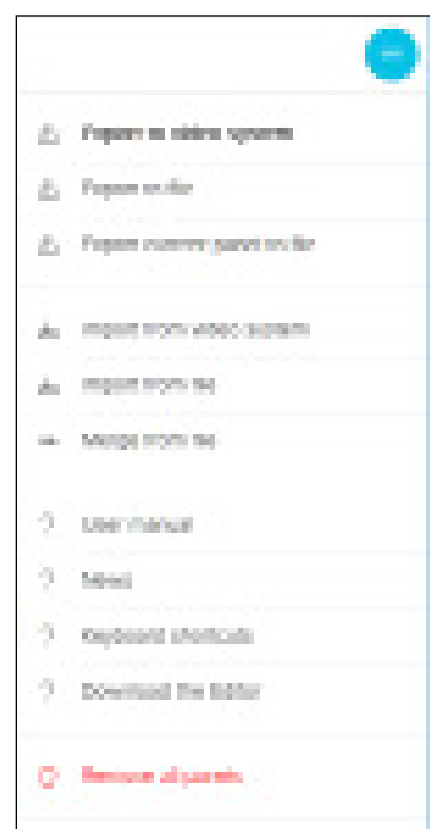 Export to video system
Export to file
Export current panel to file
Import from video system
Import from file
Merge from file
User manual
News
Keyboard shortcuts
Download the Editor
Remove all panels